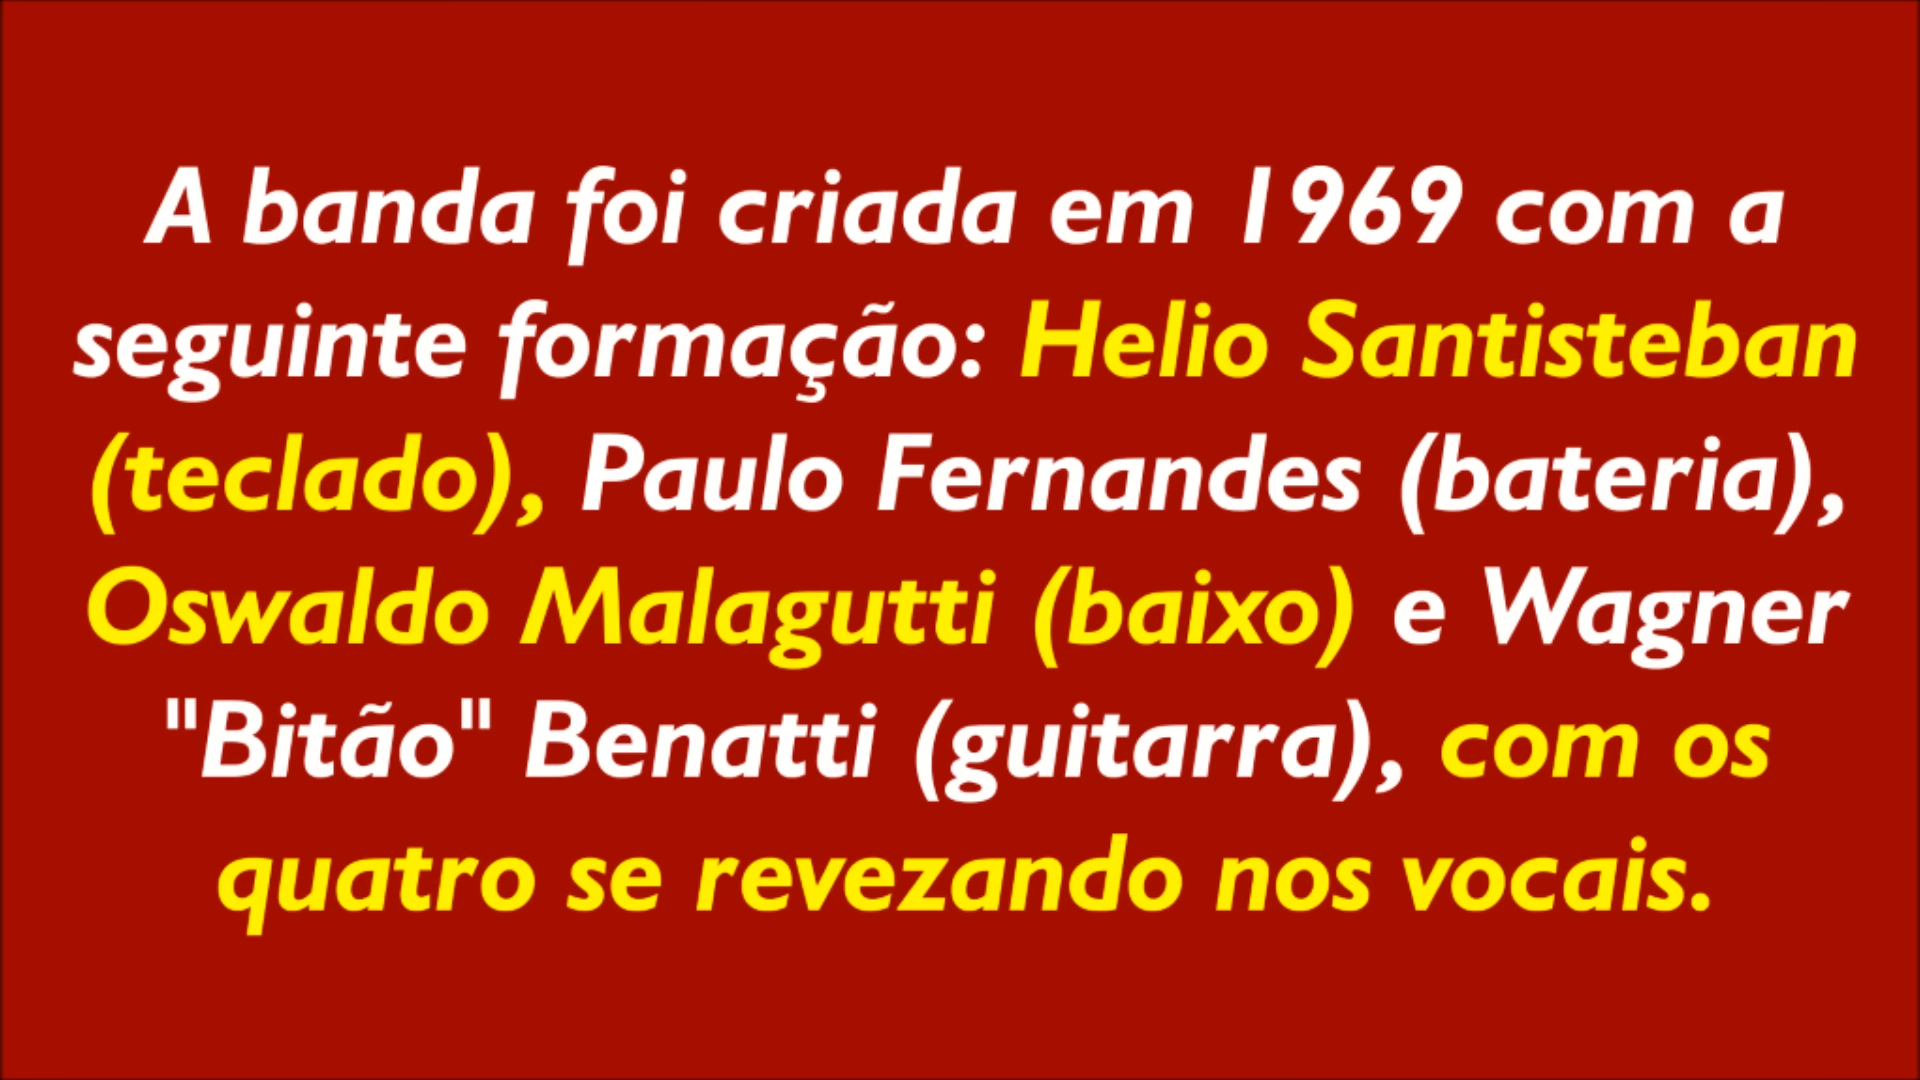 A banda foi criada em 1969 com a
seguinte formação: Helio Santisteban
(teclado), Paulo Fernandes (bateria),
Oswaldo Malagutti (baixo) e Wagner
"Bitão" Benatti (guitarra), com os
quatro se revezando nos vocais.